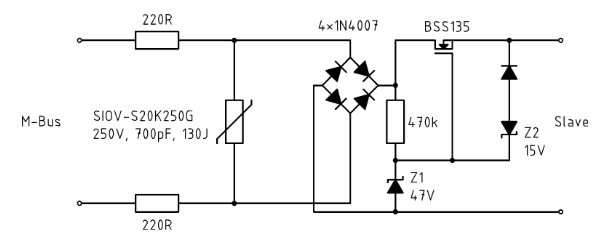 220R
4×1N4007
BSS135
M-Bus
SIOV-S20K250G
250V, 700pF, 130J
470k
Z2
15V
Slave
Z1
47V
220R